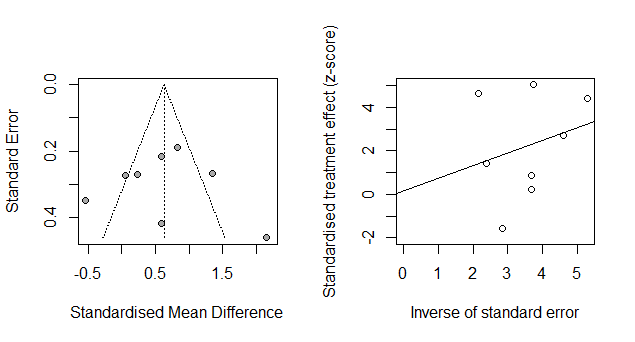 Standard Error
0.0
0.2
0.4
-0.5 0.5 1.5
Standardised Mean Difference
Standardised treatment effect (z-score)
4
2
0
-2
0 1 2 3 4 5
Inverse of standard error